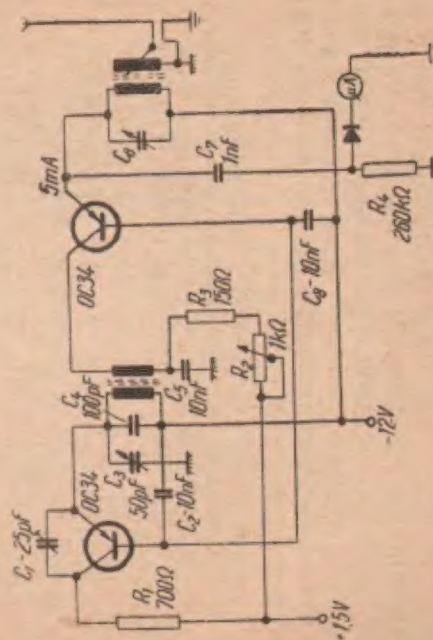 C₁-25pF
OC34
R₁
700Ω
+1,5V
C₃
50pF
C₂-10nF
C₄
100pF
C₅
10nF
-12V
R₃
150Ω
R₂
1kΩ
OC34
5mA
C₆
C₇
1nF
C₈-10nF
R₄
260kΩ
μA